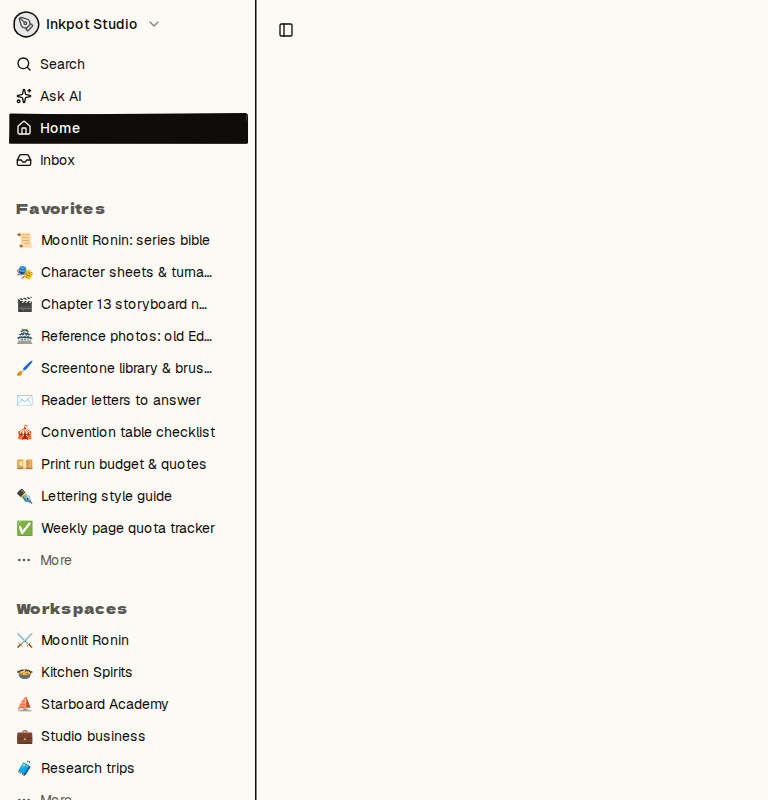 Inkpot Studio
Search
Ask AI
Home
Inbox
Favorites
Moonlit Ronin: series bible
Character sheets & turna…
Chapter 13 storyboard n…
Reference photos: old Ed…
Screentone library & brus…
Reader letters to answer
Convention table checklist
Print run budget & quotes
Lettering style guide
Weekly page quota tracker
More
Workspaces
Moonlit Ronin
Kitchen Spirits
Starboard Academy
Studio business
Research trips
More